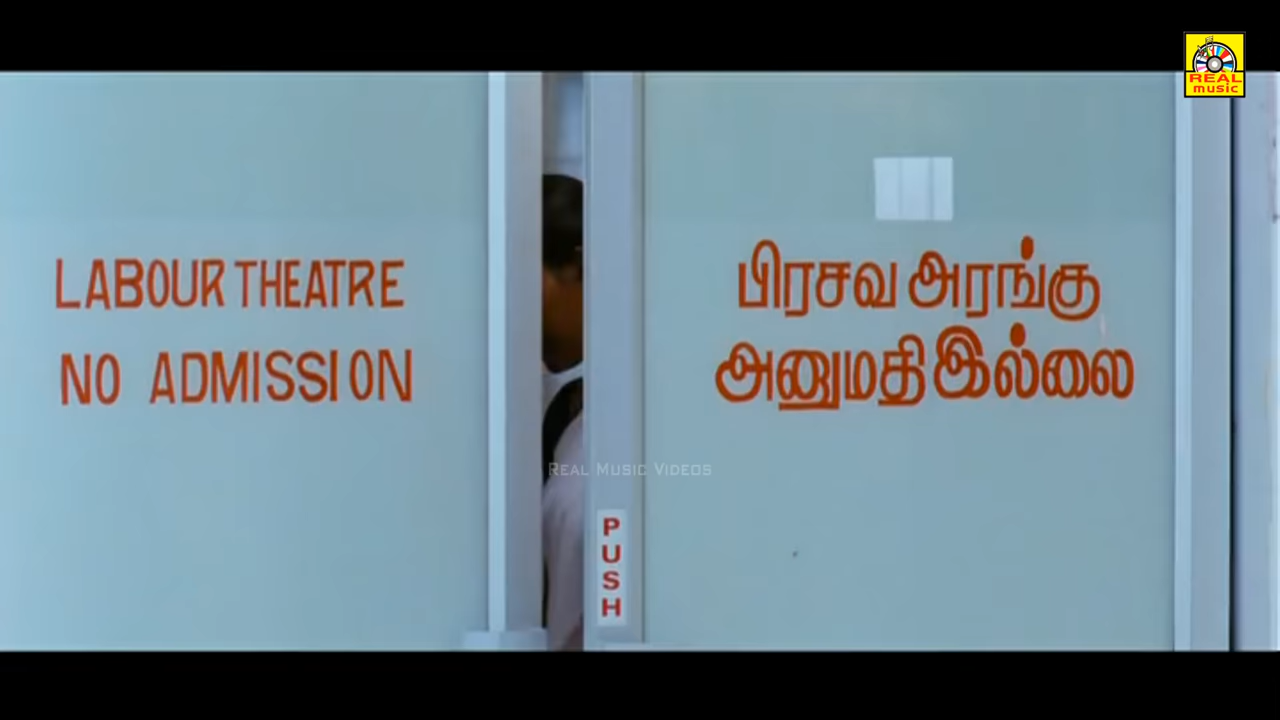 REAL
music
LABOUR THEATRE
NO ADMISSION
பிரசவ அரங்கு
அனுமதி இல்லை
Real Music Videos
PUSH